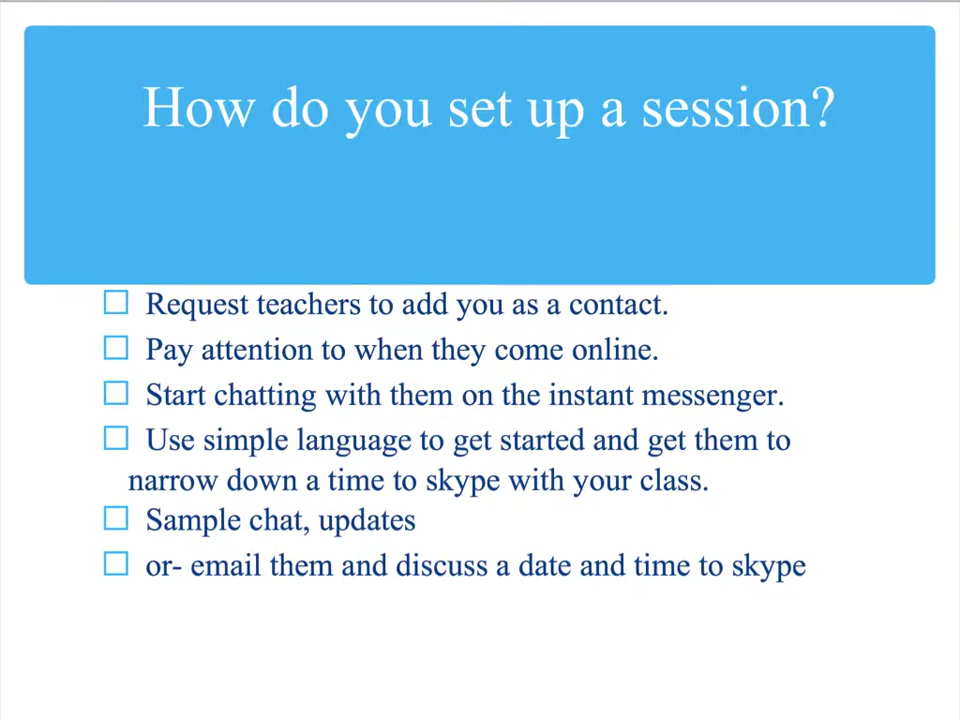 How do you set up a session?
Request teachers to add you as a contact.
Pay attention to when they come online.
Start chatting with them on the instant messenger.
Use simple language to get started and get them to
narrow down a time to skype with your class.
Sample chat, updates
or- email them and discuss a date and time to skype